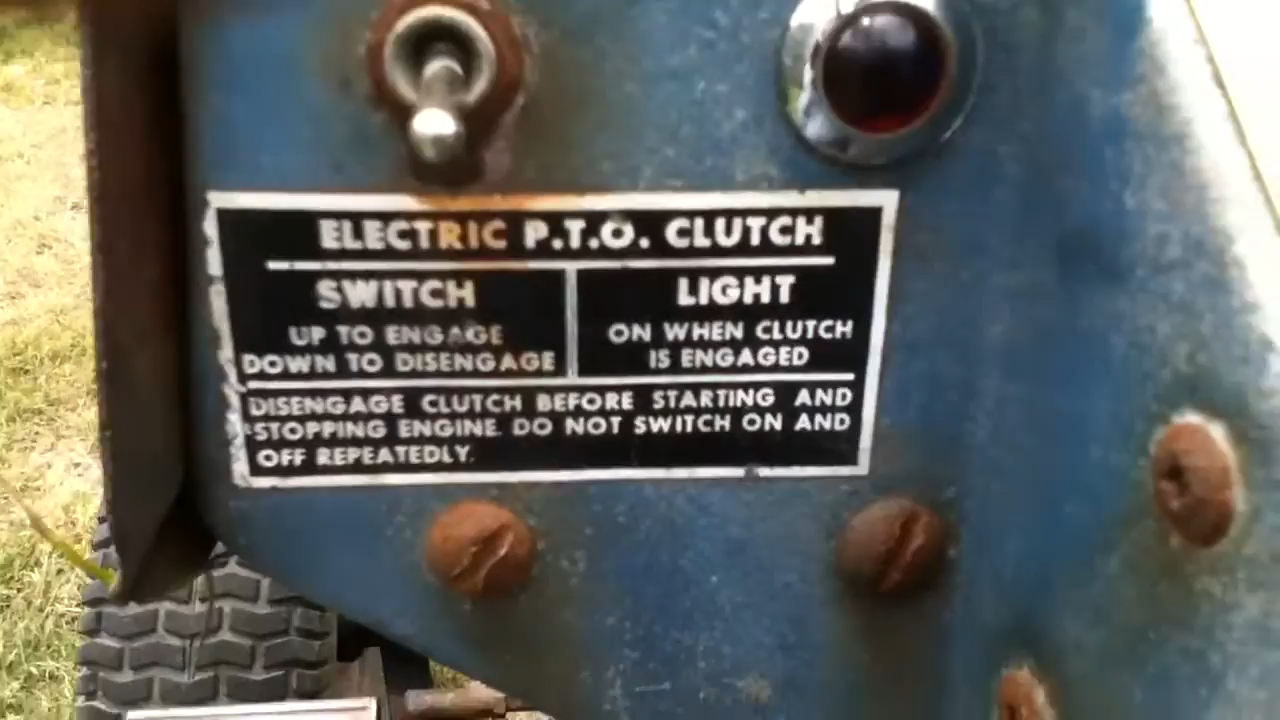 ELECTRIC P.T.O. CLUTCH
SWITCH
UP TO ENGAGE
DOWN TO DISENGAGE
LIGHT
ON WHEN CLUTCH
IS ENGAGED
DISENGAGE CLUTCH BEFORE STARTING AND
STOPPING ENGINE. DO NOT SWITCH ON AND
OFF REPEATEDLY.